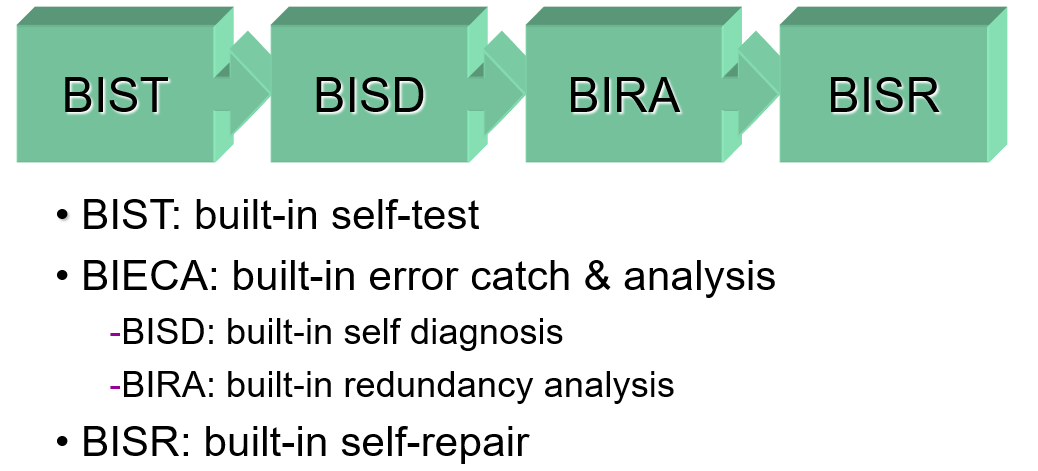 BIST BISD BIRA BISR
• BIST: built-in self-test
• BIECA: built-in error catch & analysis
-BISD: built-in self diagnosis
-BIRA: built-in redundancy analysis
• BISR: built-in self-repair